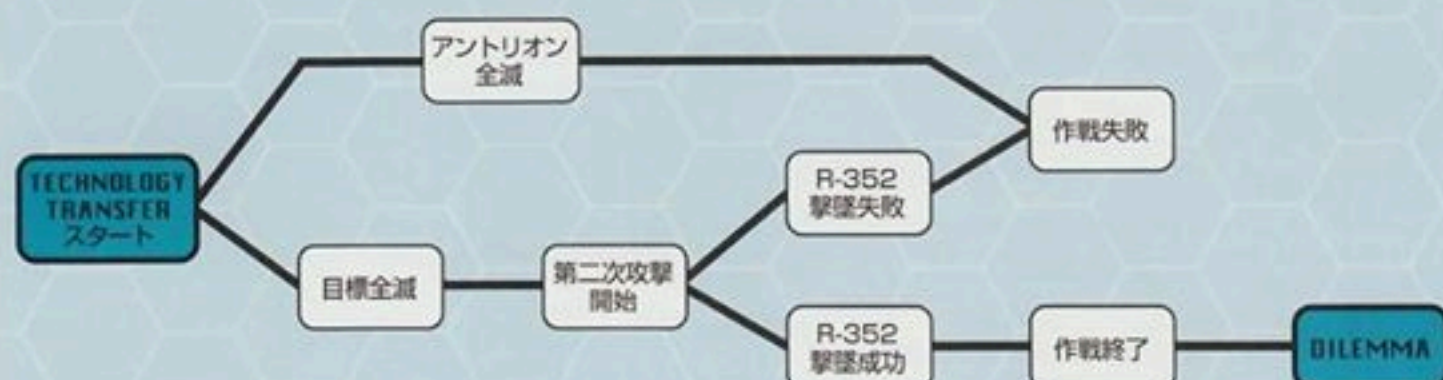 アントリオン
全滅
作戦失敗
TECHNOLOGY
TRANSFER
スタート
R-352
撃墜失敗
目標全滅
第二次攻撃
開始
R-352
撃墜成功
作戦終了
DILEMMA